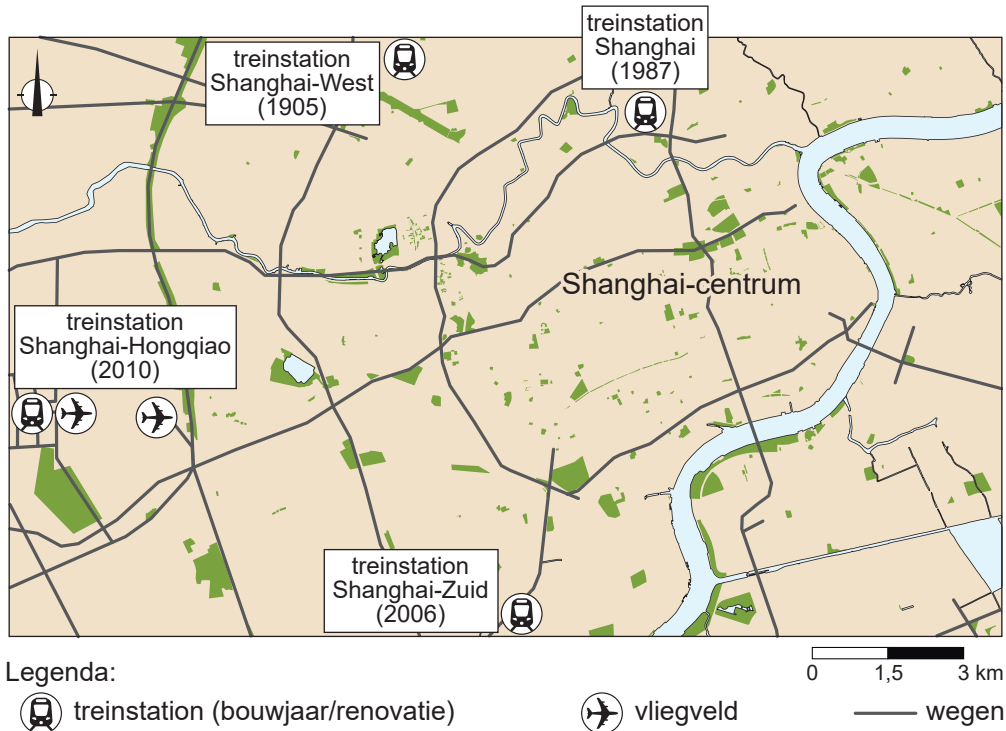 treinstation
Shanghai-West
(1905)
treinstation
Shanghai
(1987)
Shanghai-centrum
treinstation
Shanghai-Hongqiao
(2010)
treinstation
Shanghai-Zuid
(2006)
Legenda:
0 1,5 3 km
treinstation (bouwjaar/renovatie)
vliegveld
wegen